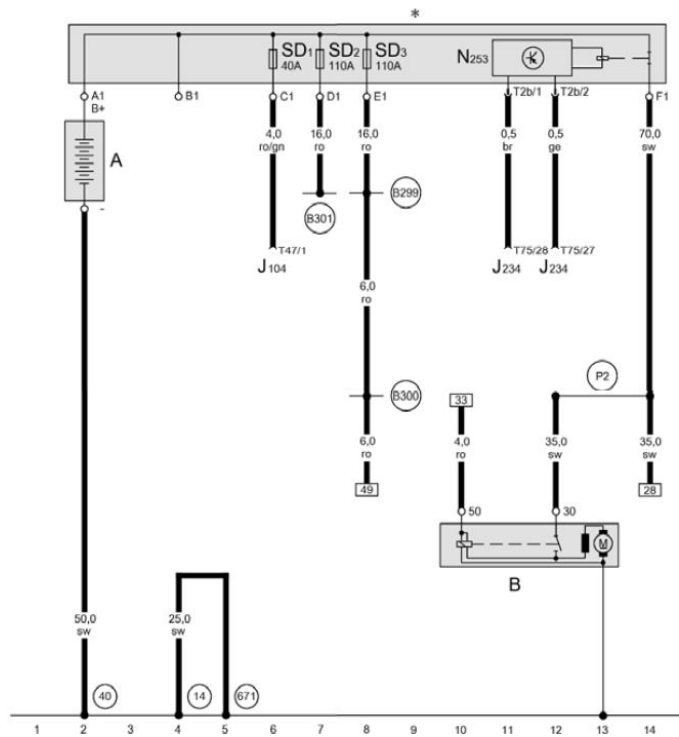 *
SD1 40A
SD2 110A
SD3 110A
N253
A1
B+
B1
C1
D1
E1
T2b/1
T2b/2
F1
4,0
ro/gn
16,0
ro
16,0
ro
0,5
br
0,5
ge
70,0
sw
A
-
B299
B301
T47/1
J104
T75/28
J234
T75/27
J234
6,0
ro
P2
B300
33
6,0
ro
4,0
ro
35,0
sw
35,0
sw
49
28
50
30
M
B
50,0
sw
25,0
sw
40
14
671
1 2 3 4 5 6 7 8 9 10 11 12 13 14